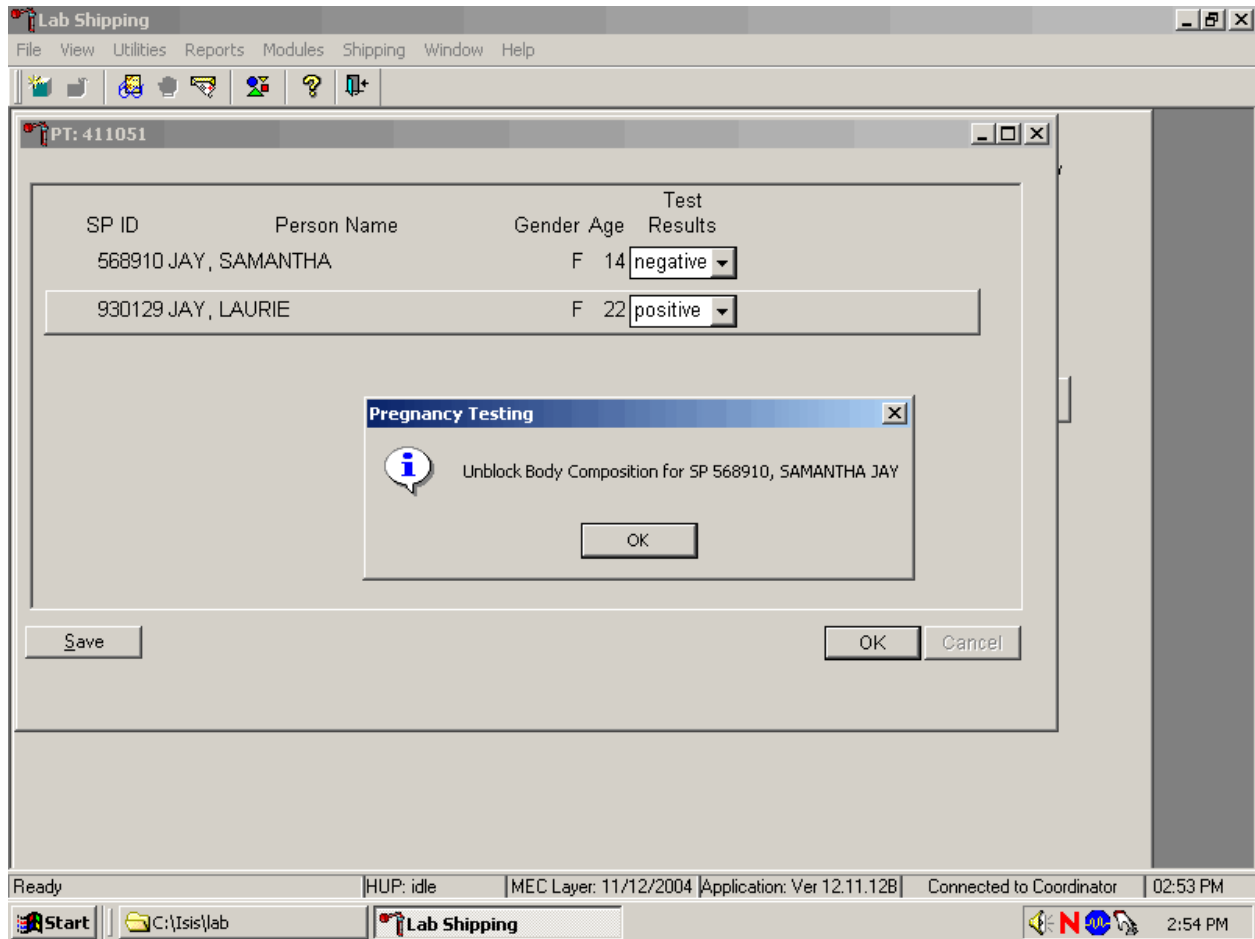 Lab Shipping
File View Utilities Reports Modules Shipping Window Help
PT: 411051
Test
SP ID Person Name Gender Age Results
568910 JAY, SAMANTHA F 14 negative
930129 JAY, LAURIE F 22 positive
Pregnancy Testing
Unblock Body Composition for SP 568910, SAMANTHA JAY
OK
Save OK Cancel
Ready HUP: idle MEC Layer: 11/12/2004 Application: Ver 12.11.12B Connected to Coordinator 02:53 PM
Start C:\Isis\lab Lab Shipping N 2:54 PM